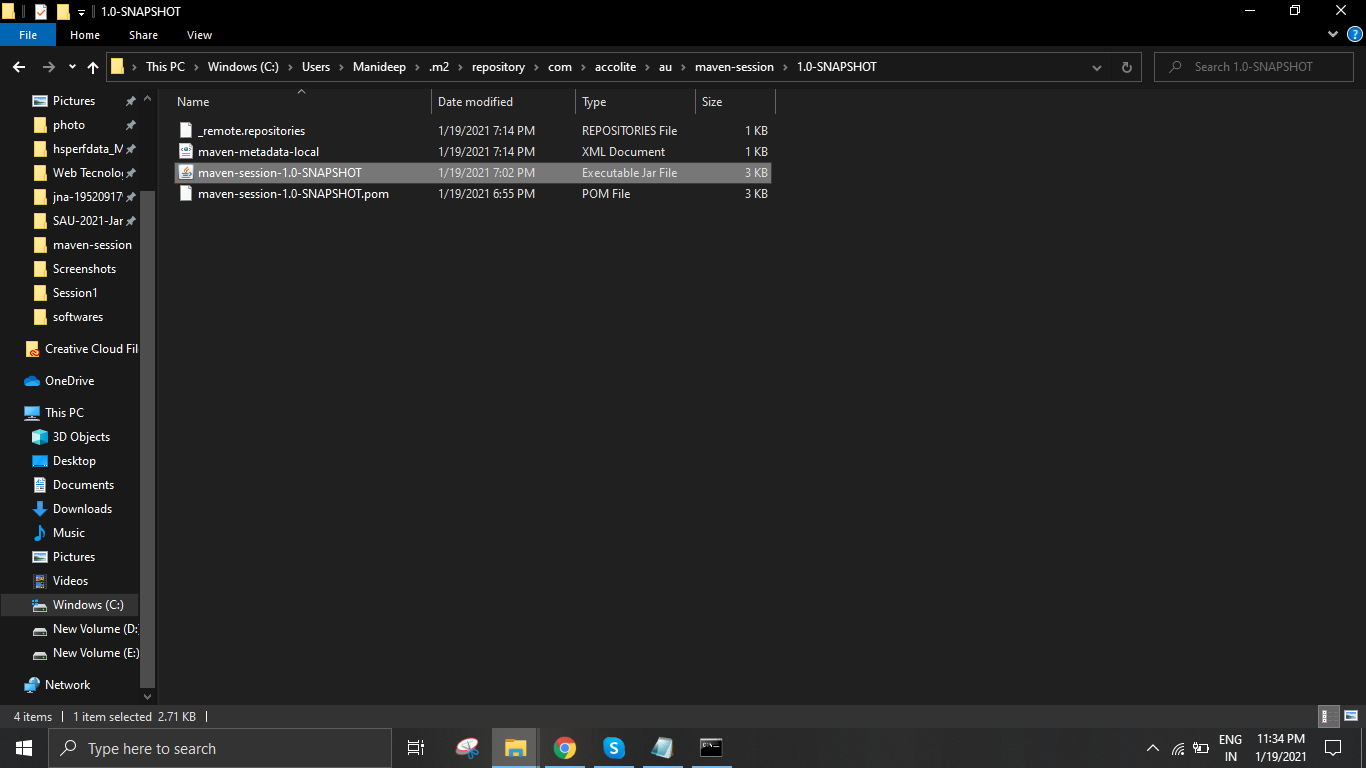 1.0-SNAPSHOT
File Home Share View
This PC Windows (C:) Users Manideep .m2 repository com accolite au maven-session 1.0-SNAPSHOT
Search 1.0-SNAPSHOT
Name Date modified Type Size
_remote.repositories 1/19/2021 7:14 PM REPOSITORIES File 1 KB
maven-metadata-local 1/19/2021 7:14 PM XML Document 1 KB
maven-session-1.0-SNAPSHOT 1/19/2021 7:02 PM Executable Jar File 3 KB
maven-session-1.0-SNAPSHOT.pom 1/19/2021 6:55 PM POM File 3 KB
Pictures
photo
hsperfdata_M
Web Tecnolo
jna-19520917
SAU-2021-Jar
maven-session
Screenshots
Session1
softwares
Creative Cloud Fil
OneDrive
This PC
3D Objects
Desktop
Documents
Downloads
Music
Pictures
Videos
Windows (C:)
New Volume (D:)
New Volume (E:)
Network
4 items 1 item selected 2.71 KB
Type here to search
S
C:\
ENG
IN
11:34 PM
1/19/2021